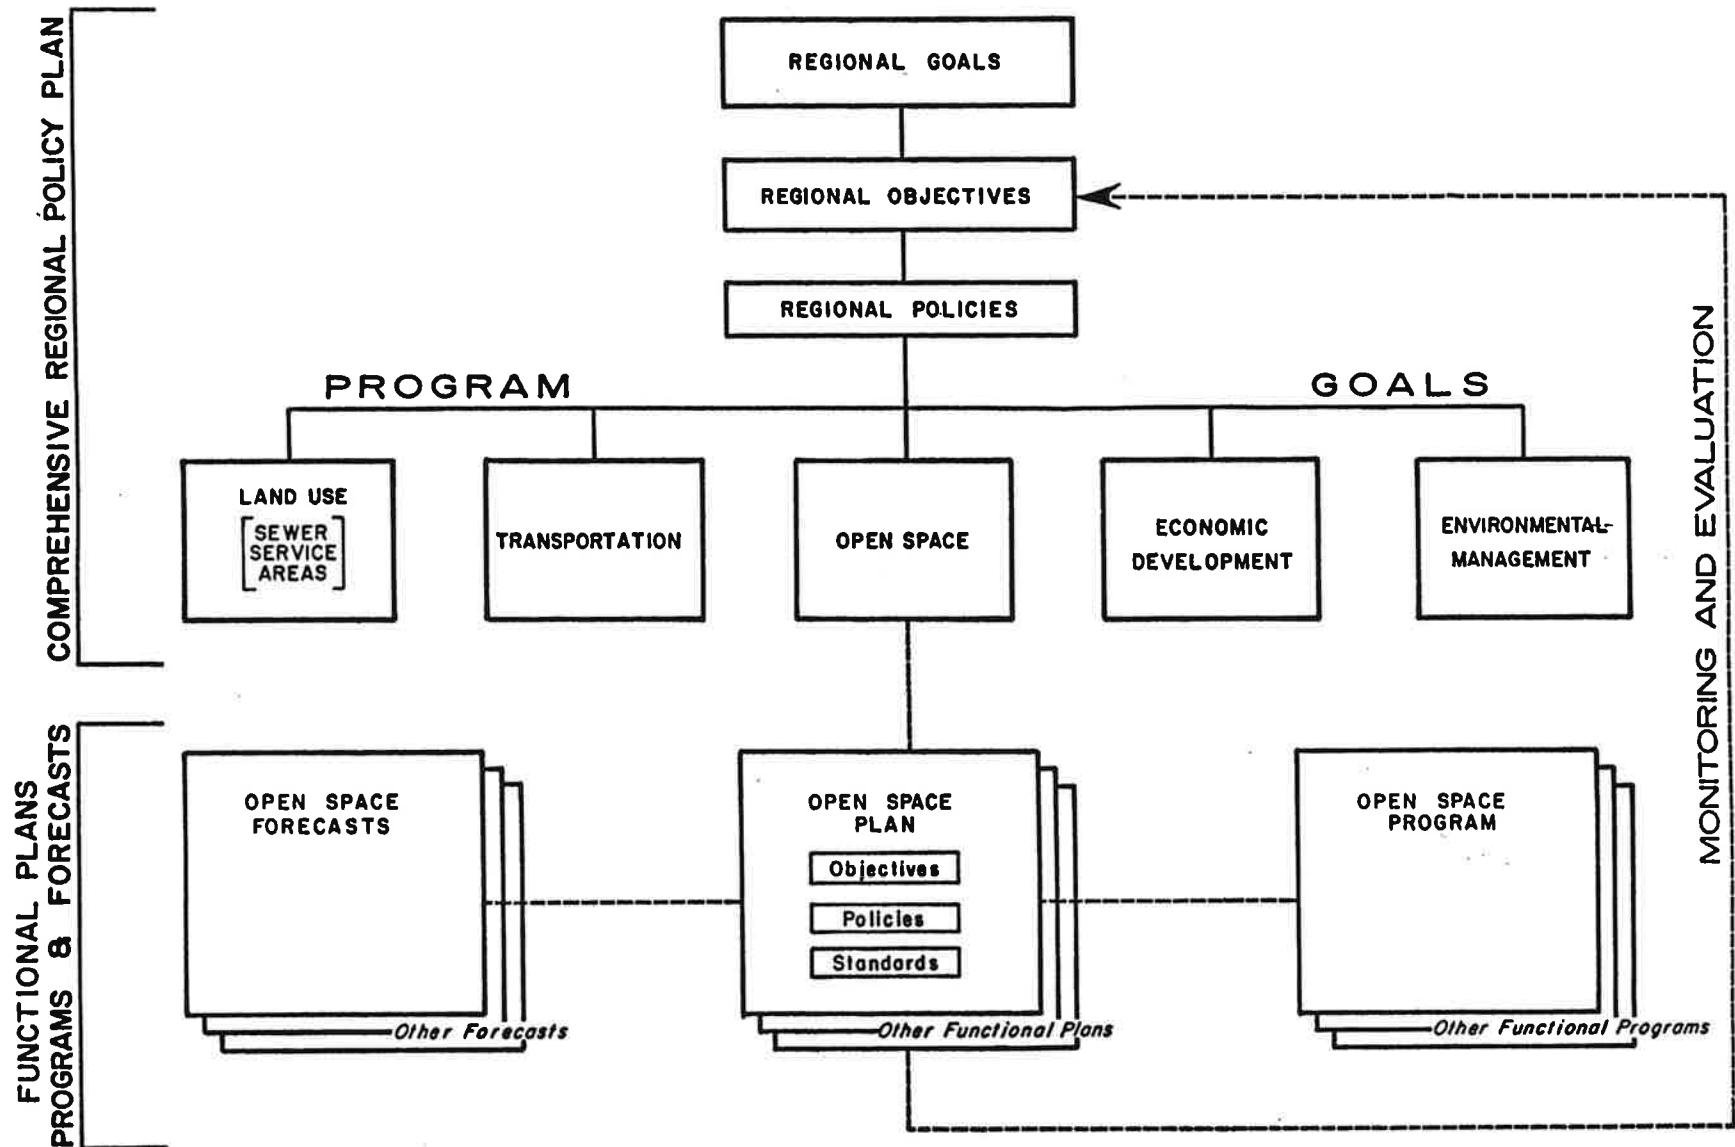 COMPREHENSIVE REGIONAL POLICY PLAN
REGIONAL GOALS
REGIONAL OBJECTIVES
REGIONAL POLICIES
PROGRAM GOALS
LAND USE
[SEWER
SERVICE
AREAS]
TRANSPORTATION
OPEN SPACE
ECONOMIC
DEVELOPMENT
ENVIRONMENTAL-
MANAGEMENT
MONITORING AND EVALUATION
FUNCTIONAL PLANS
PROGRAMS & FORECASTS
OPEN SPACE
FORECASTS
Other Forecasts
OPEN SPACE
PLAN
Objectives
Policies
Standards
Other Functional Plans
OPEN SPACE
PROGRAM
Other Functional Programs